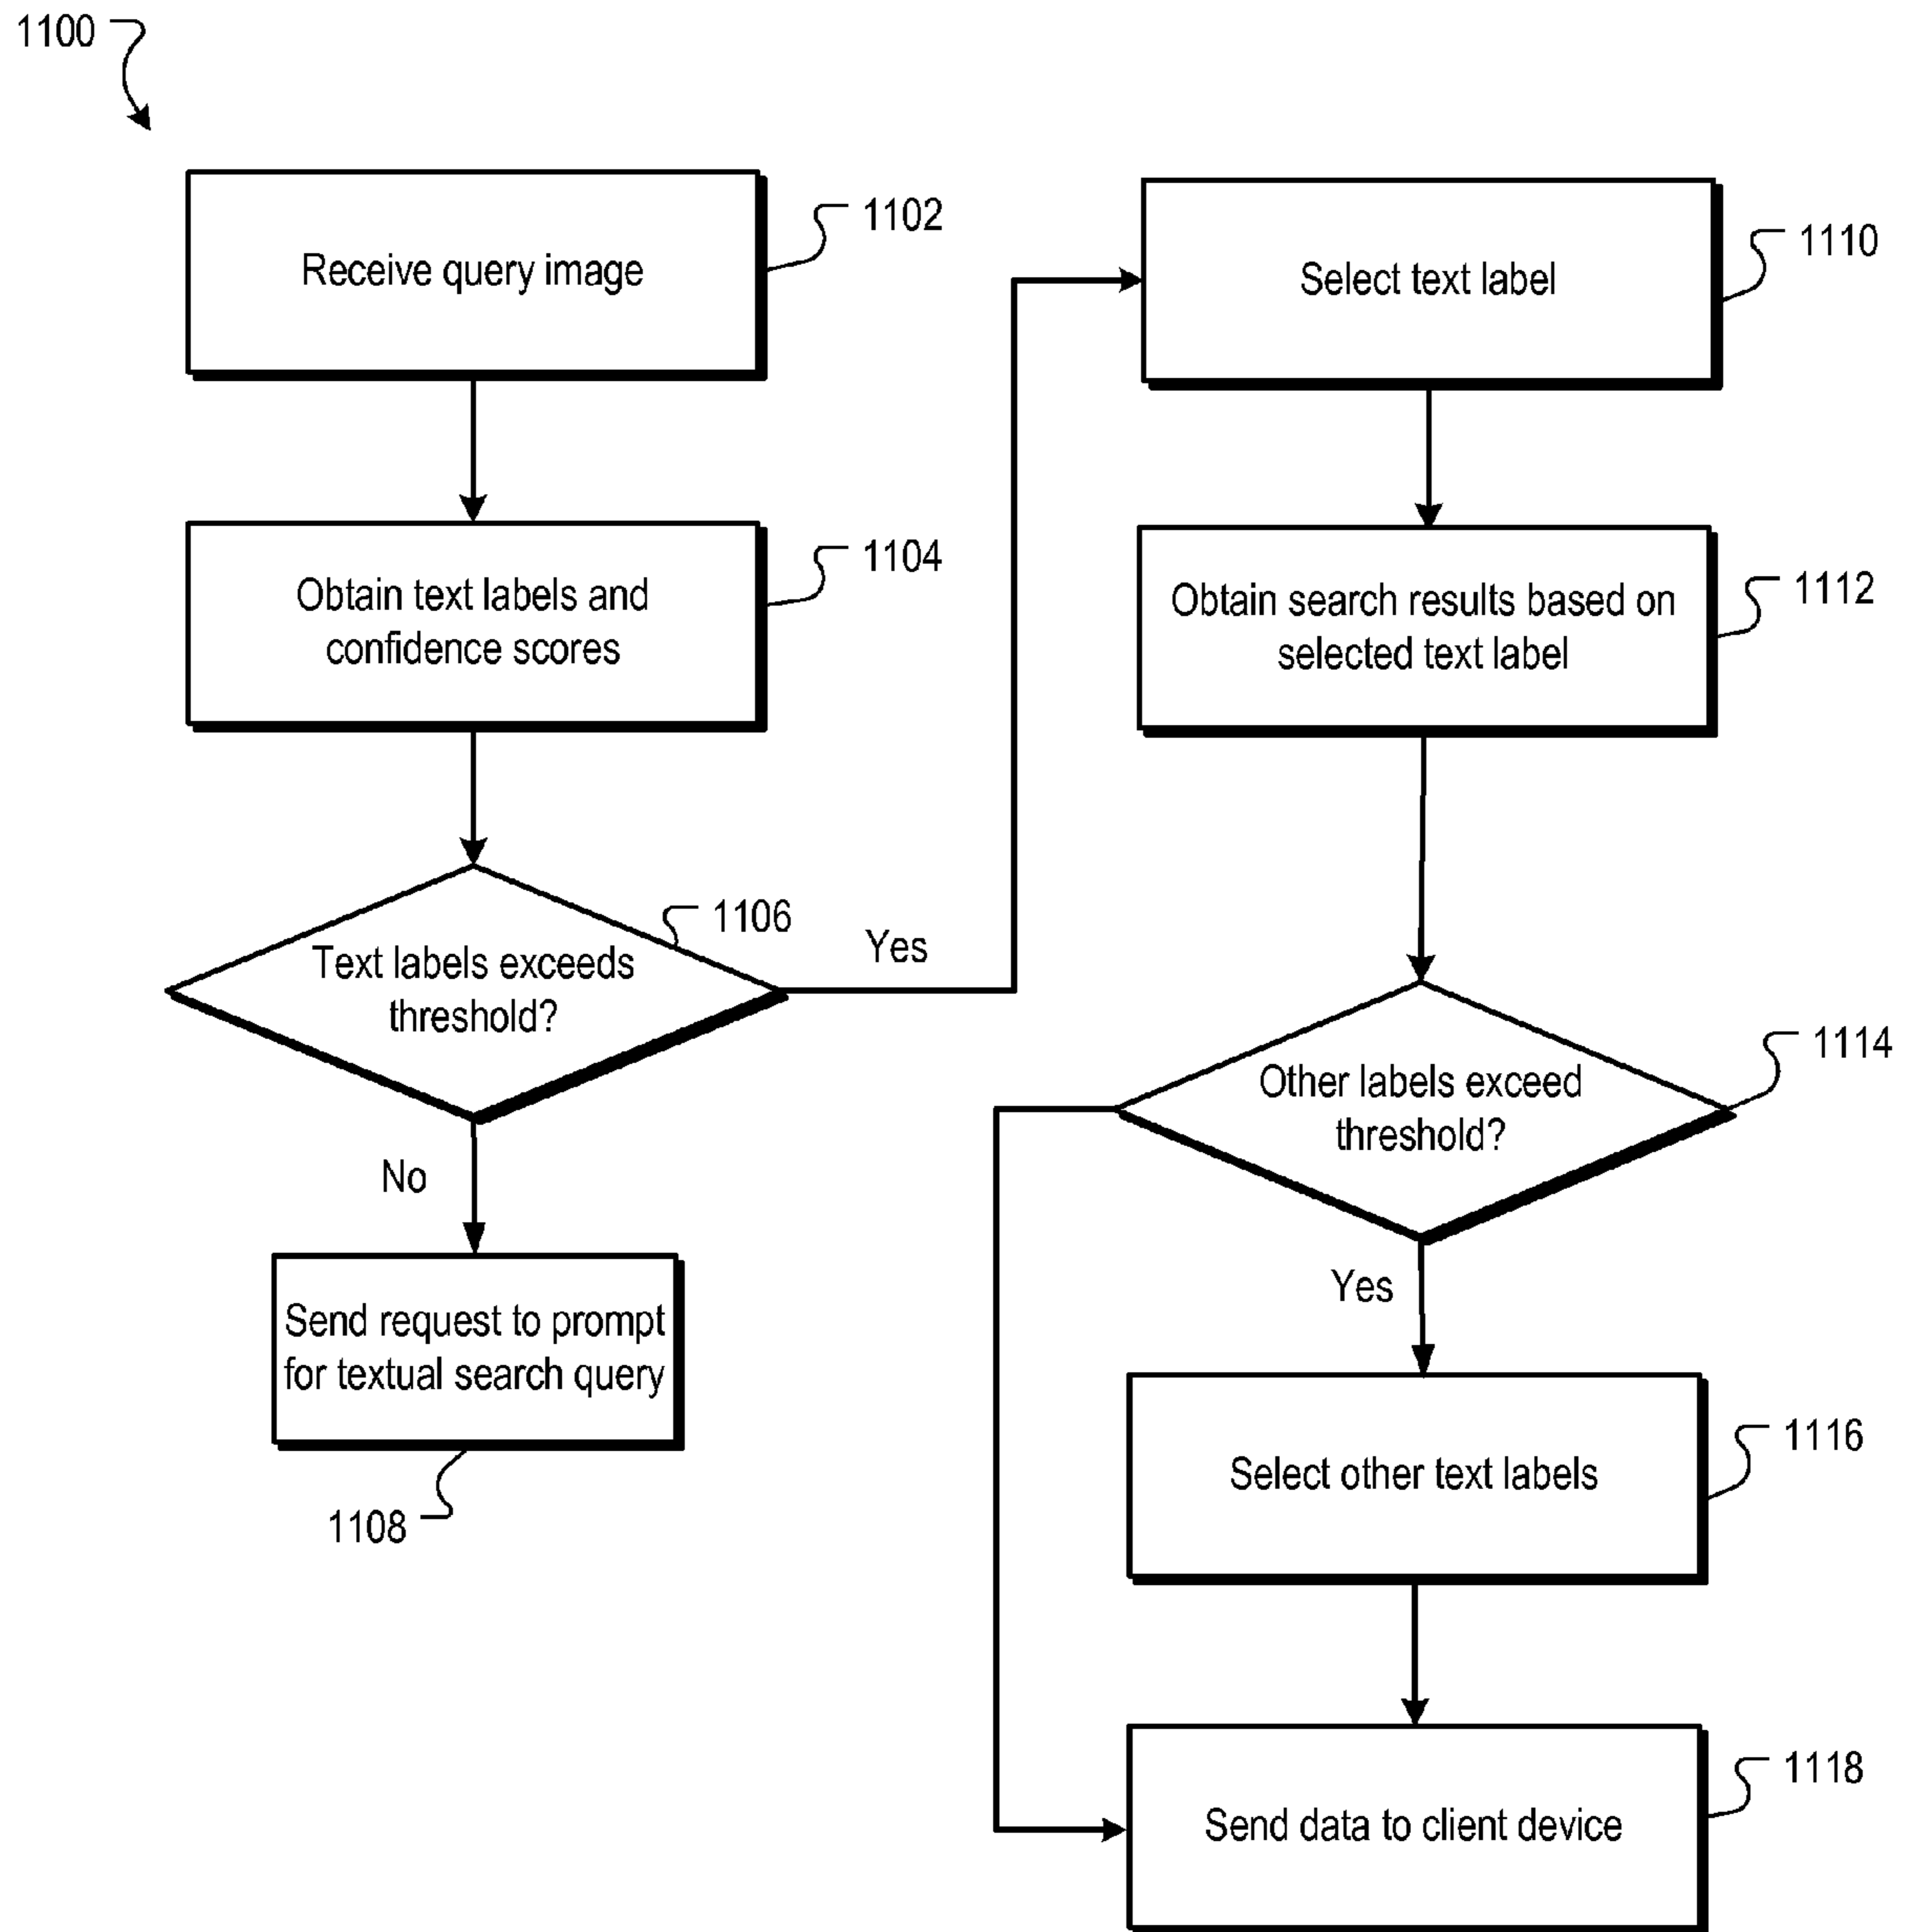 1100
Receive query image
1102
Obtain text labels and
confidence scores
1104
Text labels exceeds
threshold?
1106
Yes
No
Send request to prompt
for textual search query
1108
Select text label
1110
Obtain search results based on
selected text label
1112
Other labels exceed
threshold?
1114
Yes
Select other text labels
1116
Send data to client device
1118